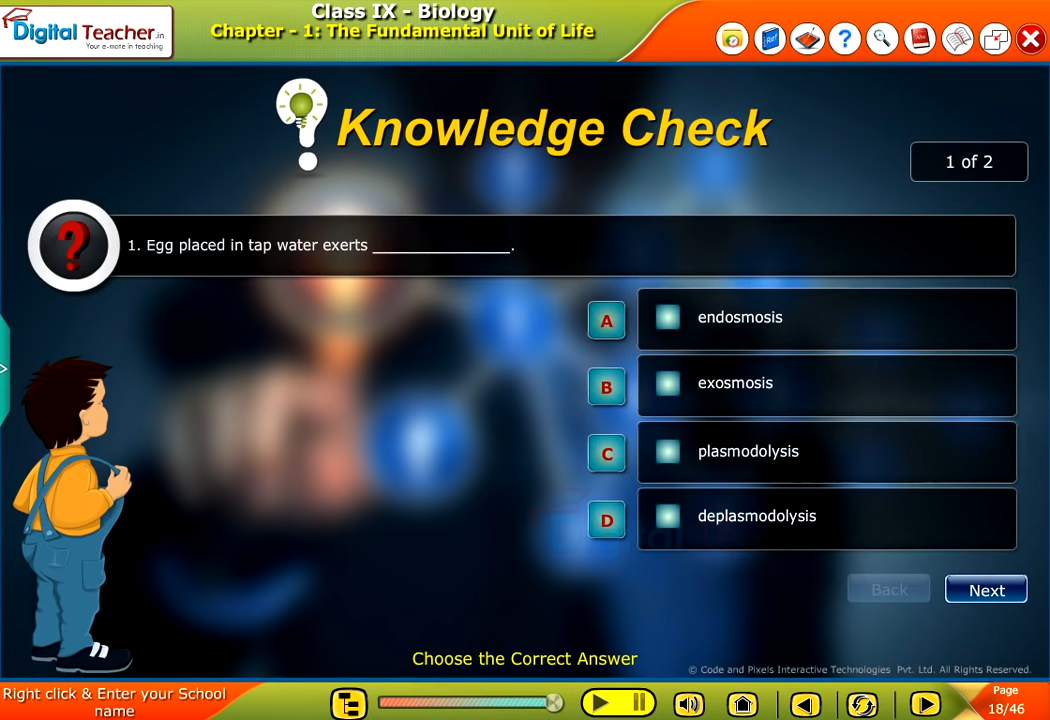 Digital Teacher.in
Your e-mate in teaching
Class IX - Biology
Chapter - 1: The Fundamental Unit of Life
Knowledge Check
1 of 2
1. Egg placed in tap water exerts _______________.
A endosmosis
B exosmosis
C plasmodolysis
D deplasmodolysis
Back Next
Choose the Correct Answer
© Code and Pixels Interactive Technologies Pvt. Ltd. All Rights Reserved.
Right click & Enter your School
name
Page
18/46